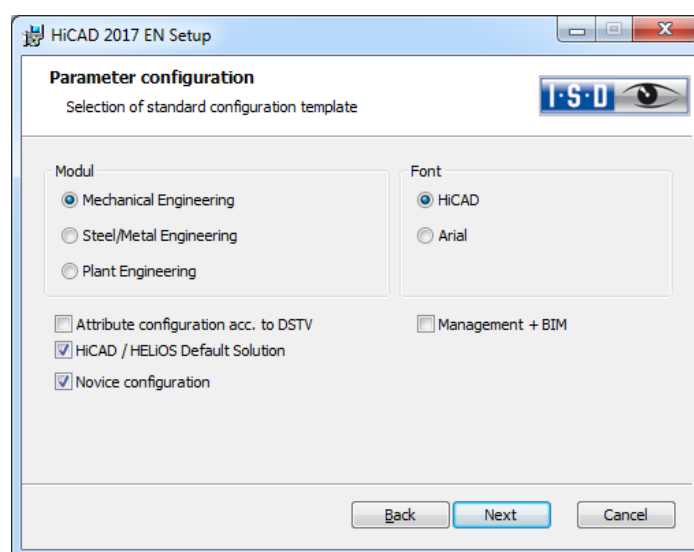 HiCAD 2017 EN Setup
Parameter configuration
Selection of standard configuration template
I·S·D
Modul
Mechanical Engineering
Steel/Metal Engineering
Plant Engineering
Font
HiCAD
Arial
Attribute configuration acc. to DSTV
Management + BIM
HiCAD / HELiOS Default Solution
Novice configuration
Back
Next
Cancel